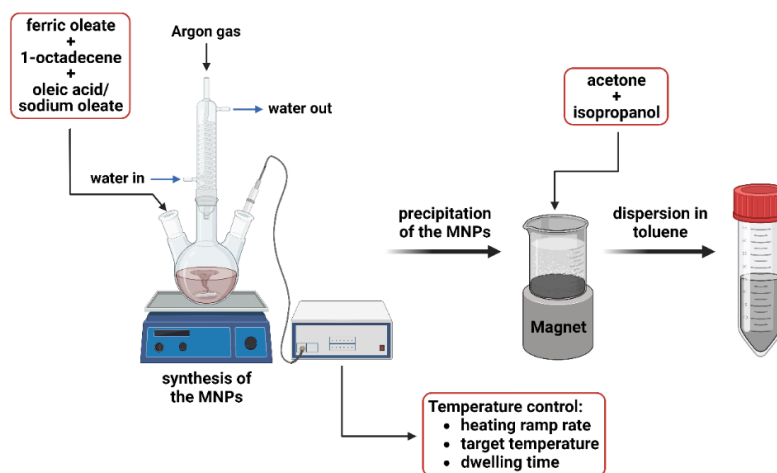 ferric oleate
+
1-octadecene
+
oleic acid/
sodium oleate
Argon gas
water out
water in
synthesis of
the MNPs
precipitation
of the MNPs
acetone
+
isopropanol
Magnet
dispersion in
toluene
Temperature control:
• heating ramp rate
• target temperature
• dwelling time